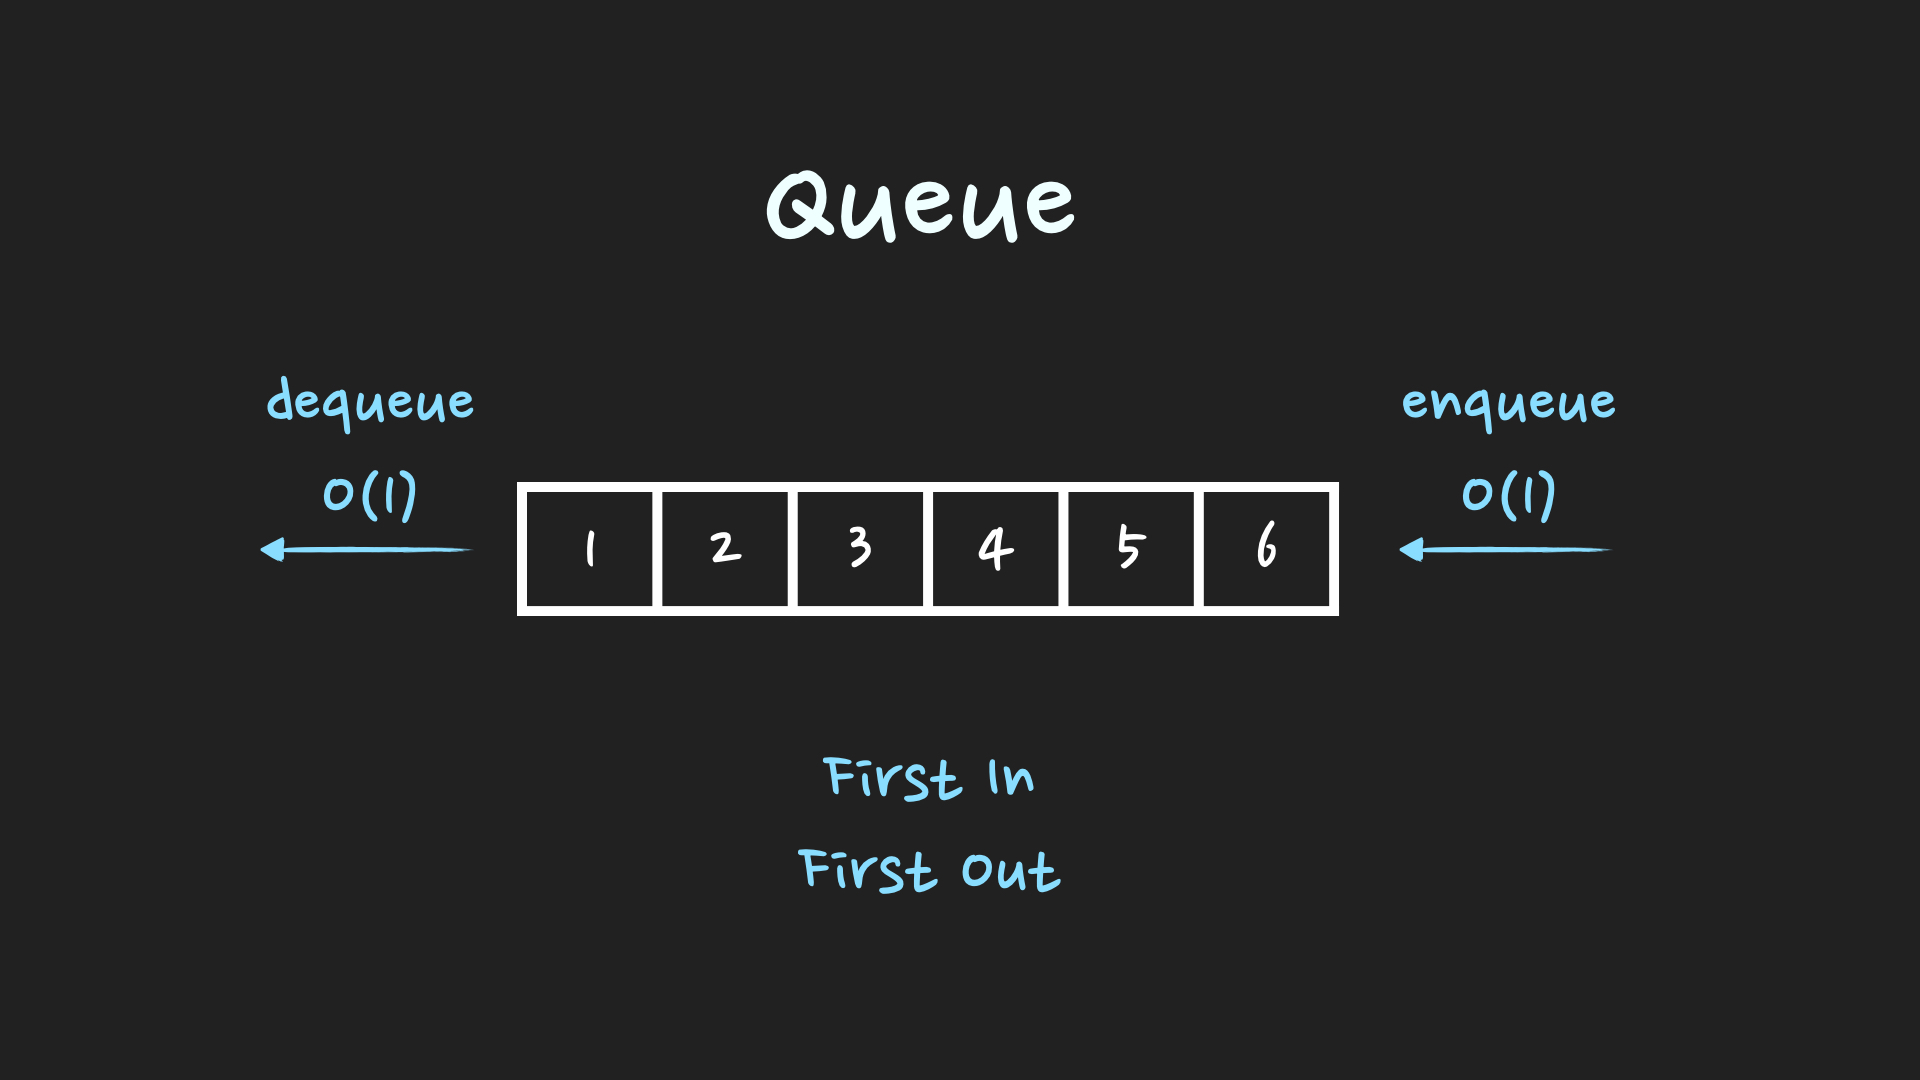 Queue
dequeue
O(1)
enqueue
O(1)
1 2 3 4 5 6
First In
First Out